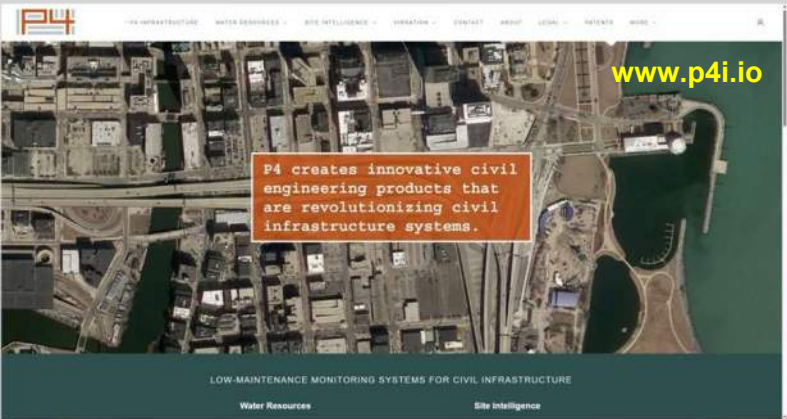 P4
P4 INFRASTRUCTURE WATER RESOURCES SITE INTELLIGENCE VIBRATION CONTACT ABOUT LEGAL PATENTS MORE
www.p4i.io
P4 creates innovative civil
engineering products that
are revolutionizing civil
infrastructure systems.
LOW-MAINTENANCE MONITORING SYSTEMS FOR CIVIL INFRASTRUCTURE
Water Resources Site Intelligence